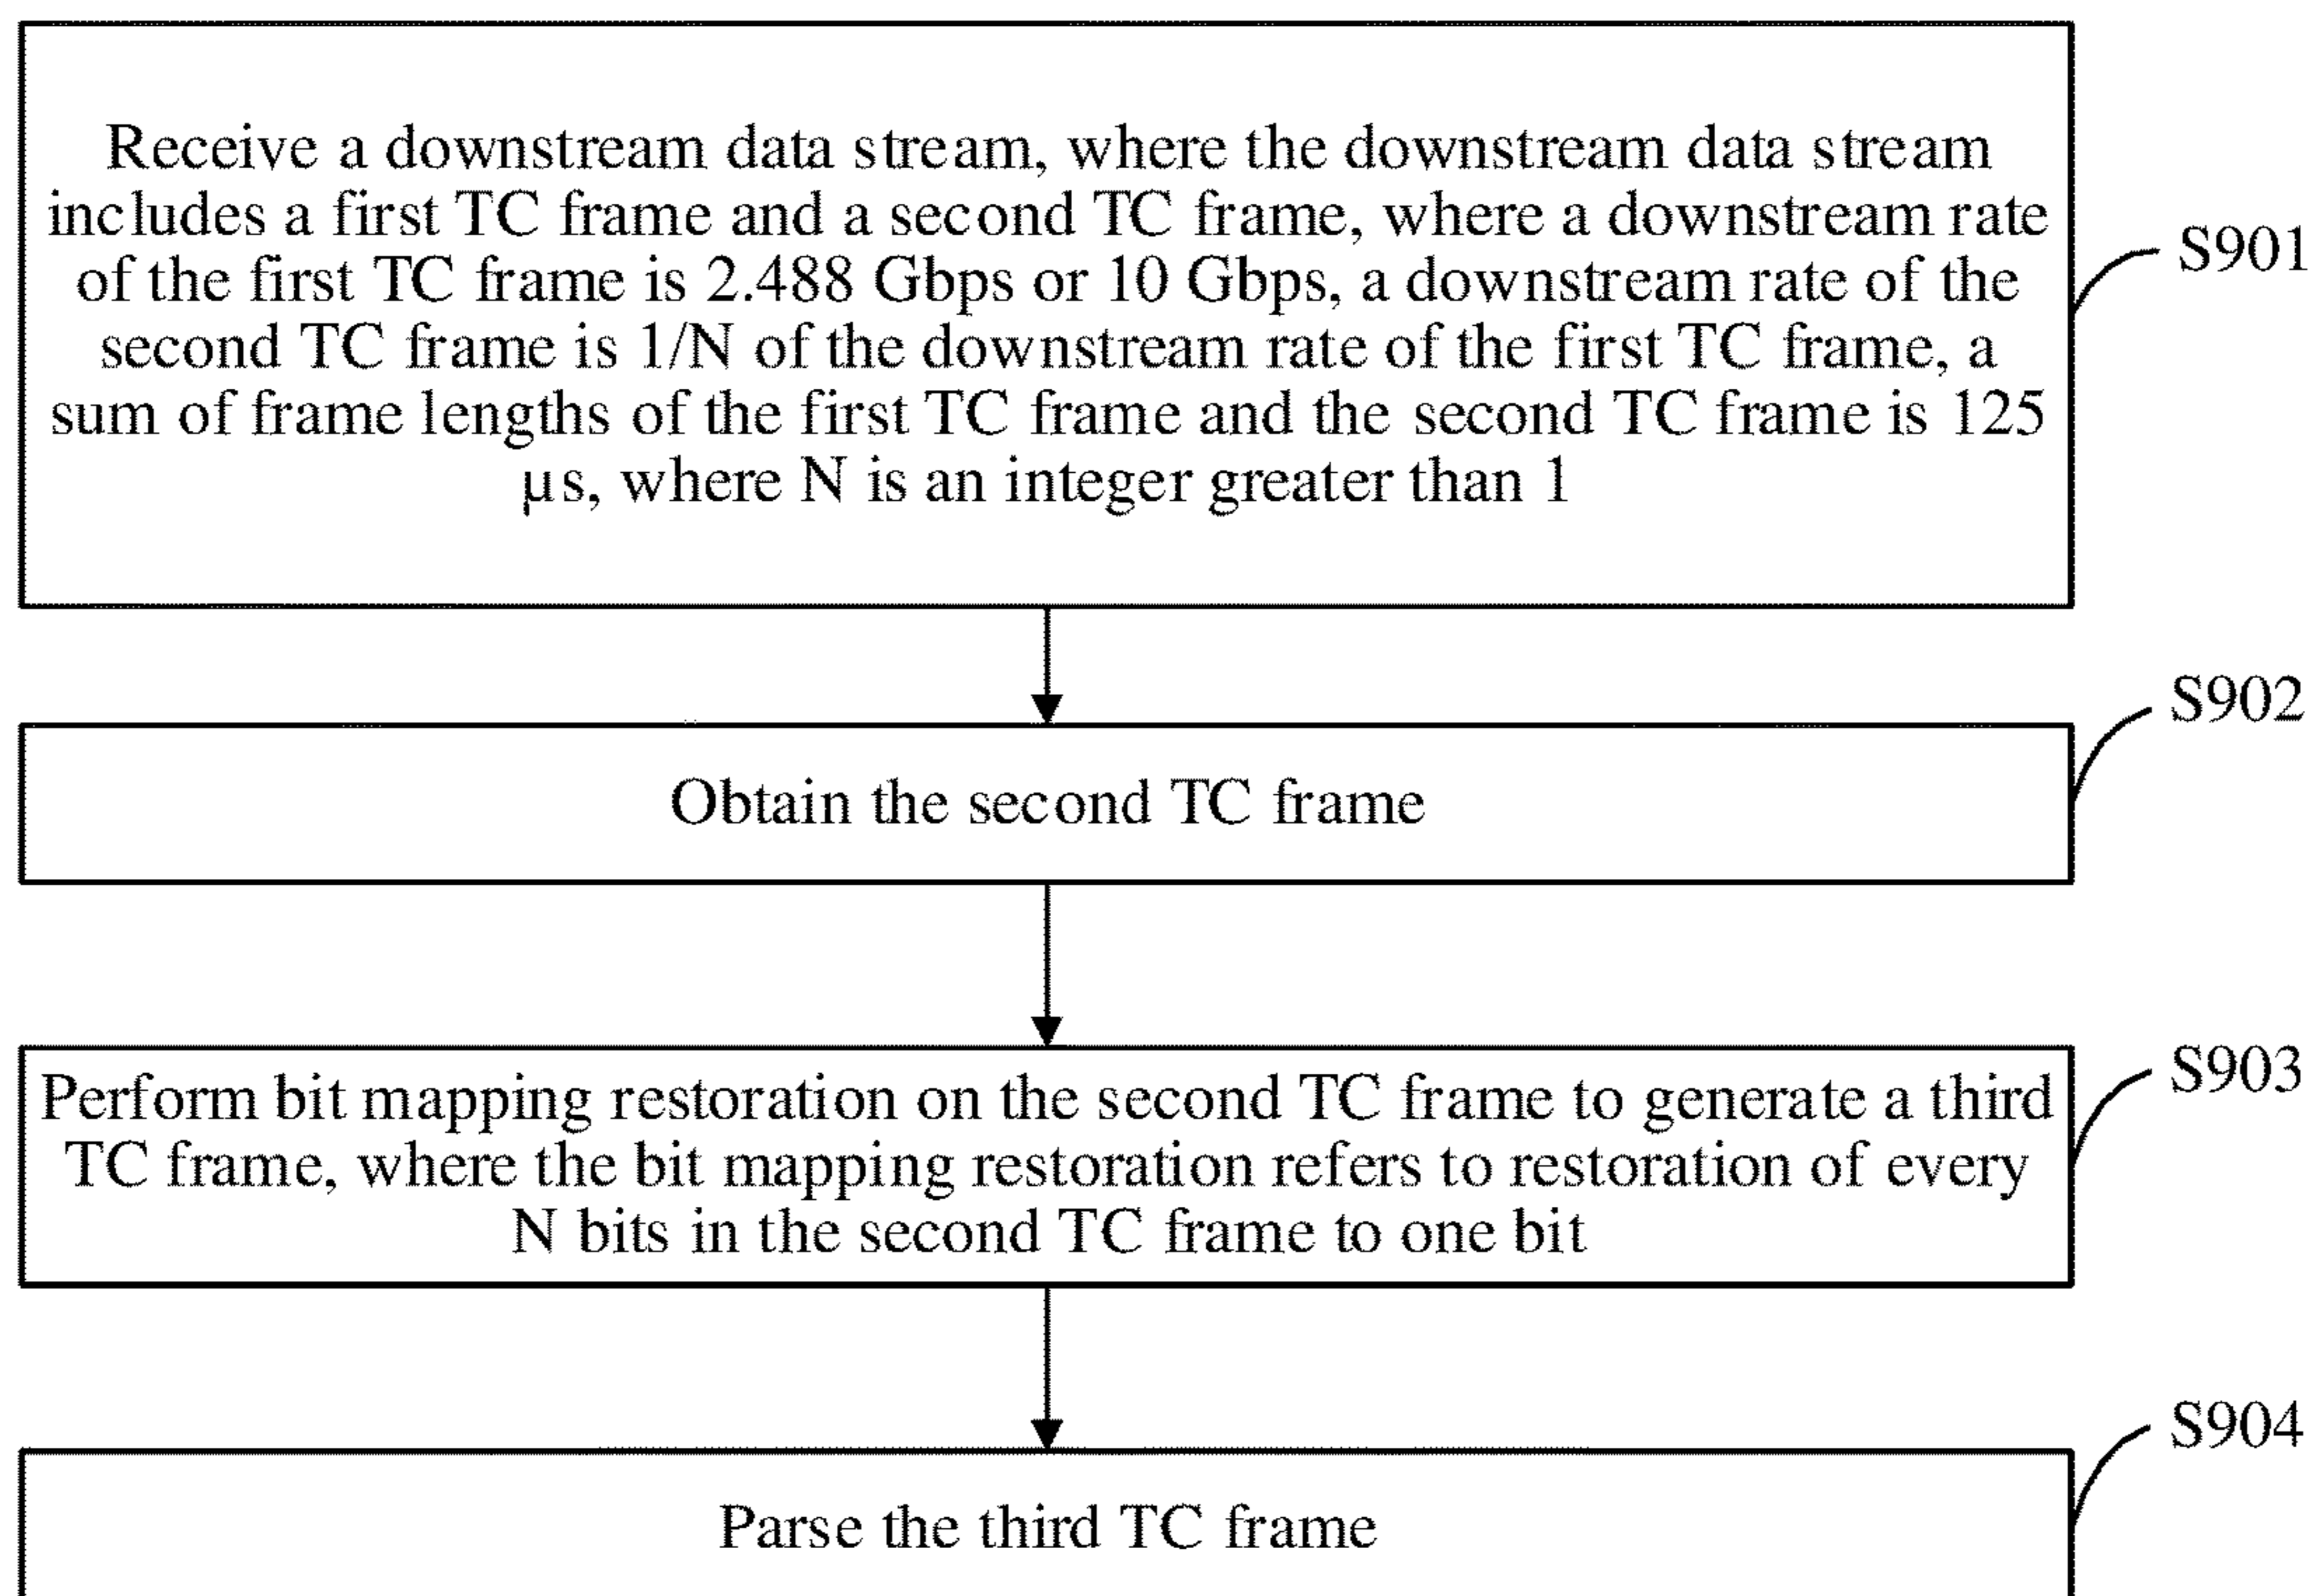 Receive a downstream data stream, where the downstream data stream
includes a first TC frame and a second TC frame, where a downstream rate
of the first TC frame is 2.488 Gbps or 10 Gbps, a downstream rate of the
second TC frame is 1/N of the downstream rate of the first TC frame, a
sum of frame lengths of the first TC frame and the second TC frame is 125
μs, where N is an integer greater than 1
S901
S902
Obtain the second TC frame
S903
Perform bit mapping restoration on the second TC frame to generate a third
TC frame, where the bit mapping restoration refers to restoration of every
N bits in the second TC frame to one bit
S904
Parse the third TC frame